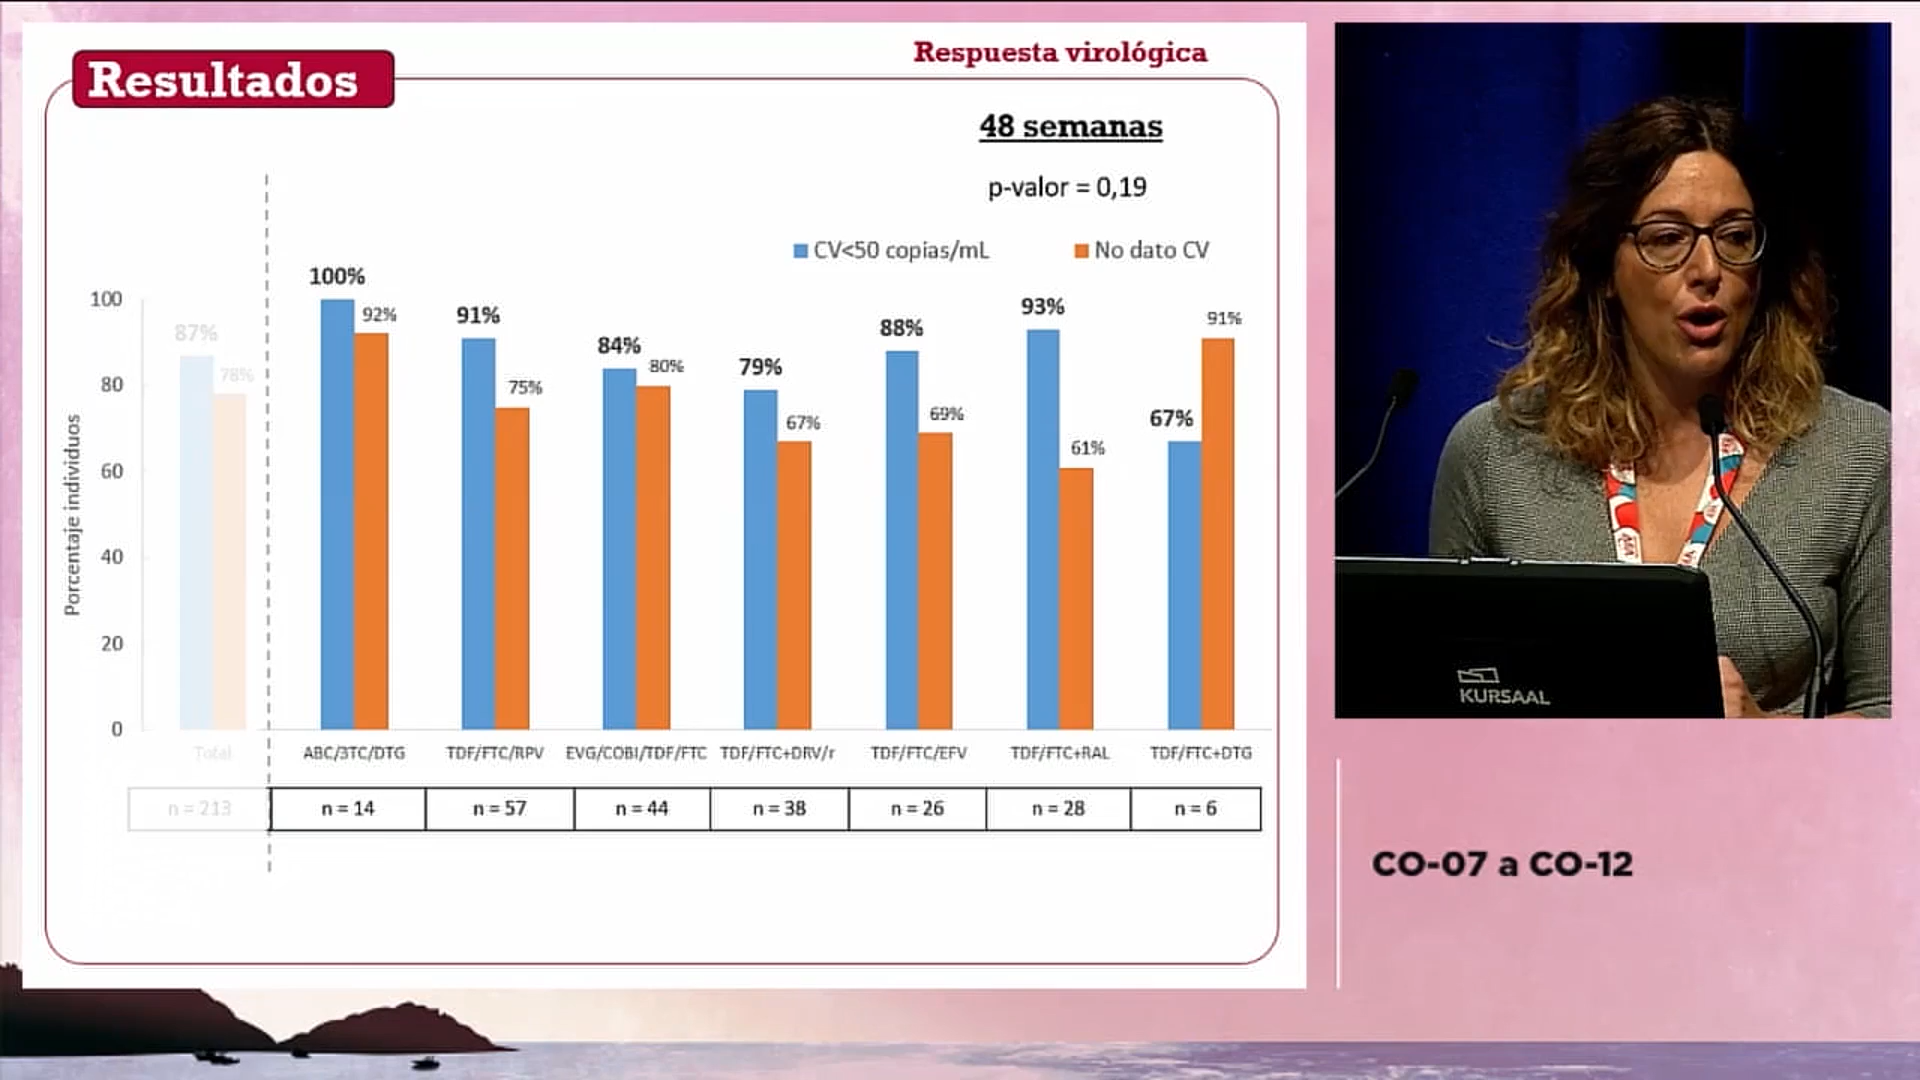 Resultados
Respuesta virológica
48 semanas
p-valor = 0,19
CV<50 copias/mL
No dato CV
Porcentaje individuos
100
80
60
40
20
0
87%
78%
100%
92%
91%
75%
84%
80%
79%
67%
88%
69%
93%
61%
67%
91%
Total
ABC/3TC/DTG
TDF/FTC/RPV
EVG/COBI/TDF/FTC
TDF/FTC+DRV/r
TDF/FTC/EFV
TDF/FTC+RAL
TDF/FTC+DTG
n = 213
n = 14
n = 57
n = 44
n = 38
n = 26
n = 28
n = 6
KURSAAL
CO-07 a CO-12